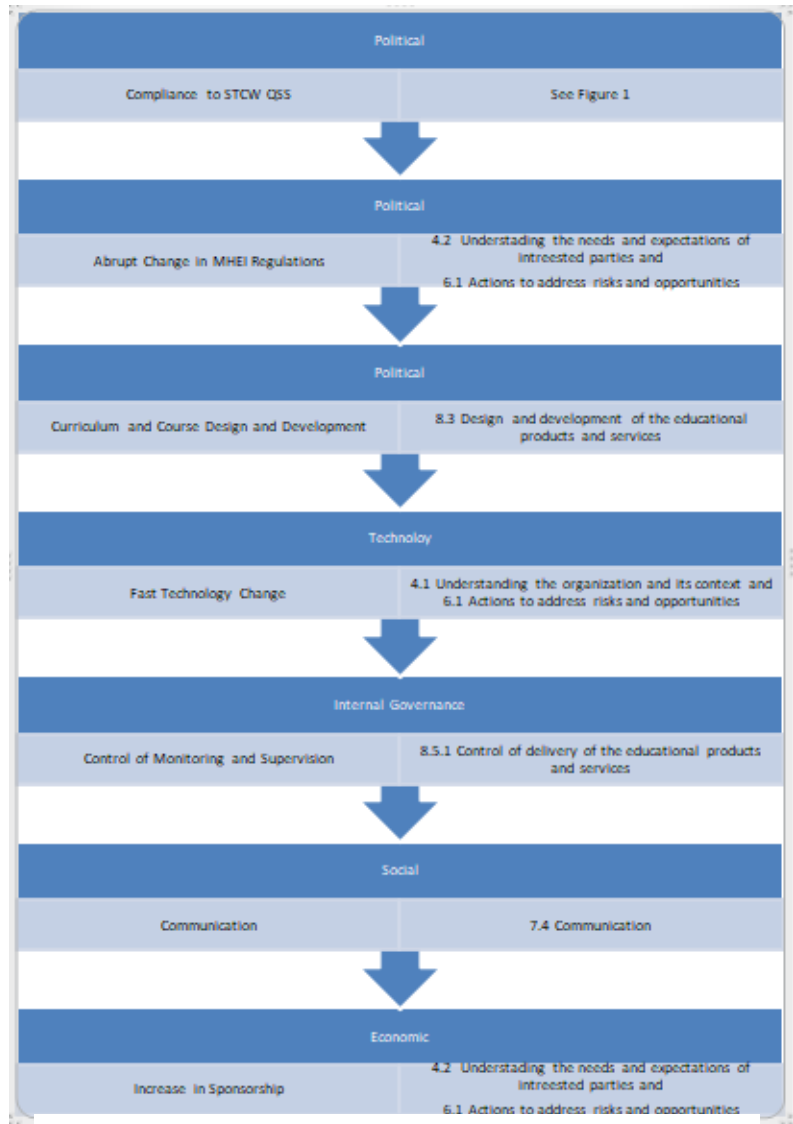 Political
Compliance to STCW QSS
See Figure 1
Political
Abrupt Change in MHEI Regulations
4.2 Understading the needs and expectations of
intreested parties and
6.1 Actions to address risks and opportunities
Political
Curriculum and Course Design and Development
8.3 Design and development of the educational
products and services
Technoloy
Fast Technology Change
4.1 Understanding the organization and its context and
6.1 Actions to address risks and opportunities
Internal Governance
Control of Monitoring and Supervision
8.5.1 Control of delivery of the educational products
and services
Social
Communication
7.4 Communication
Economic
Increase in Sponsorship
4.2 Understading the needs and expectations of
intreested parties and
6.1 Actions to address risks and opportunities